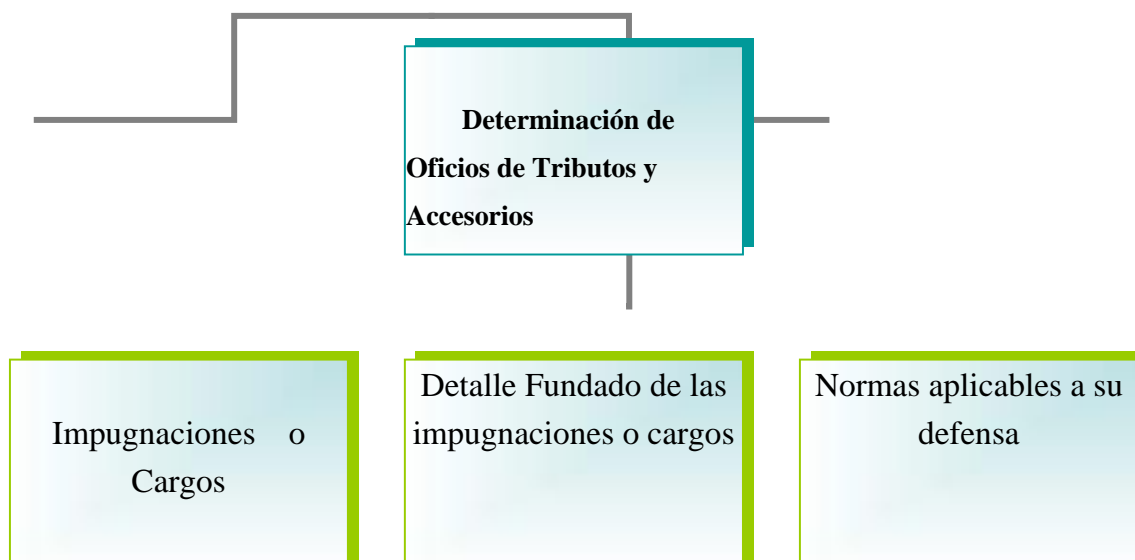 Determinación de
Oficios de Tributos y
Accesorios
Impugnaciones o
Cargos
Detalle Fundado de las
impugnaciones o cargos
Normas aplicables a su
defensa